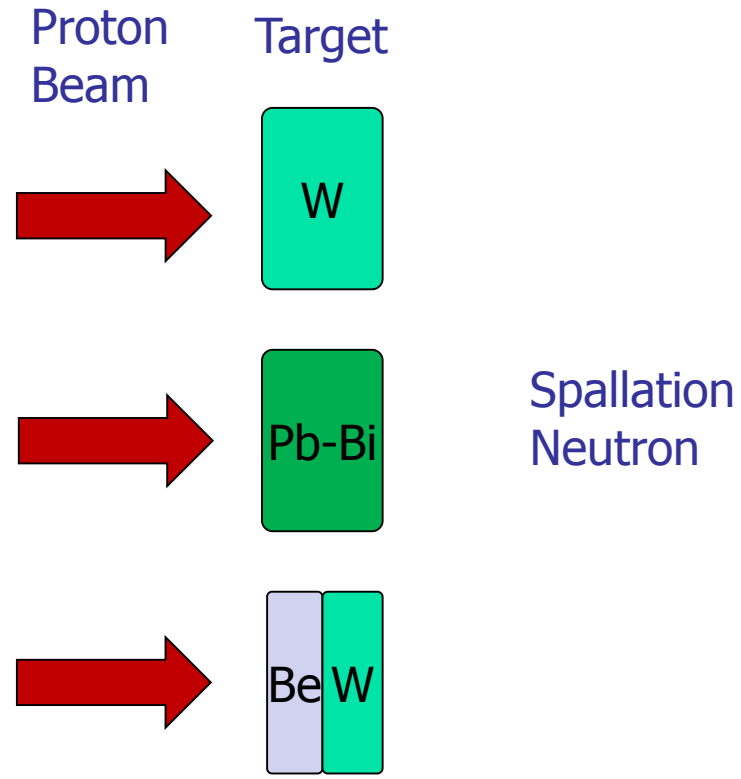 Proton
Beam
Target
W
Pb-Bi
Spallation
Neutron
Be W